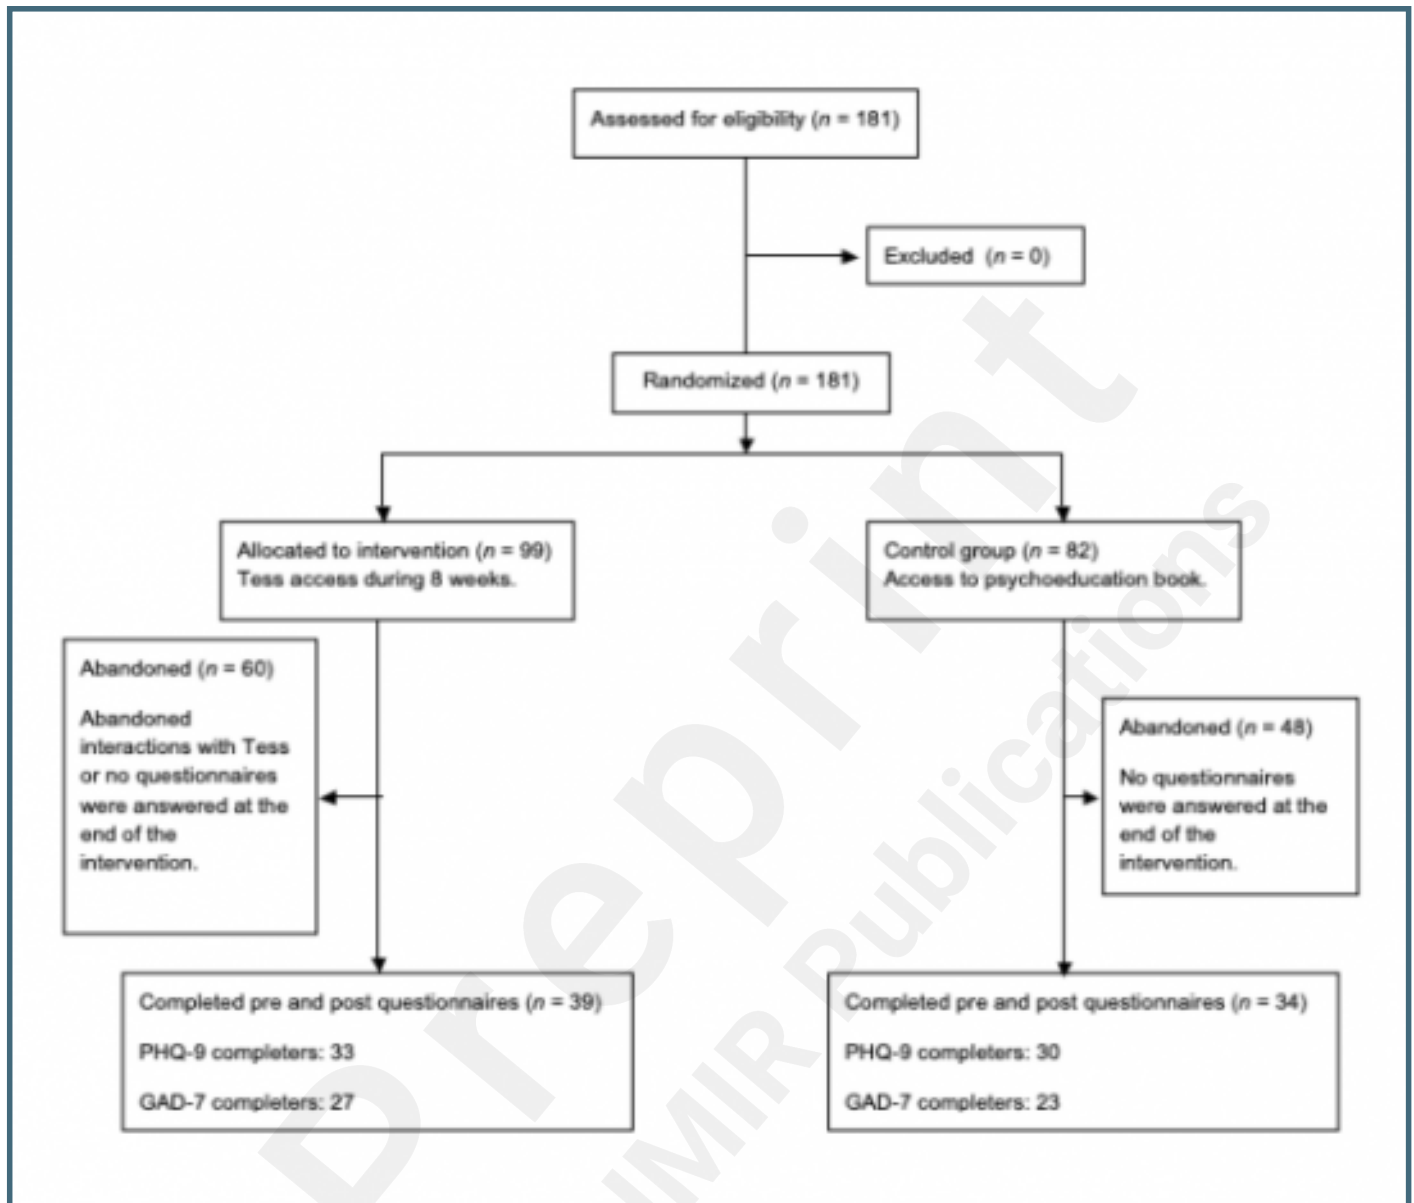 Assessed for eligibility (n = 181)
Excluded (n = 0)
Randomized (n = 181)
Allocated to intervention (n = 99)
Tess access during 8 weeks.
Control group (n = 82)
Access to psychoeducation book.
Abandoned (n = 60)
Abandoned
interactions with Tess
or no questionnaires
were answered at the
end of the
intervention.
Abandoned (n = 48)
No questionnaires
were answered at the
end of the
intervention.
Completed pre and post questionnaires (n = 39)
PHQ-9 completers: 33
GAD-7 completers: 27
Completed pre and post questionnaires (n = 34)
PHQ-9 completers: 30
GAD-7 completers: 23
Preprint
JMIR Publications